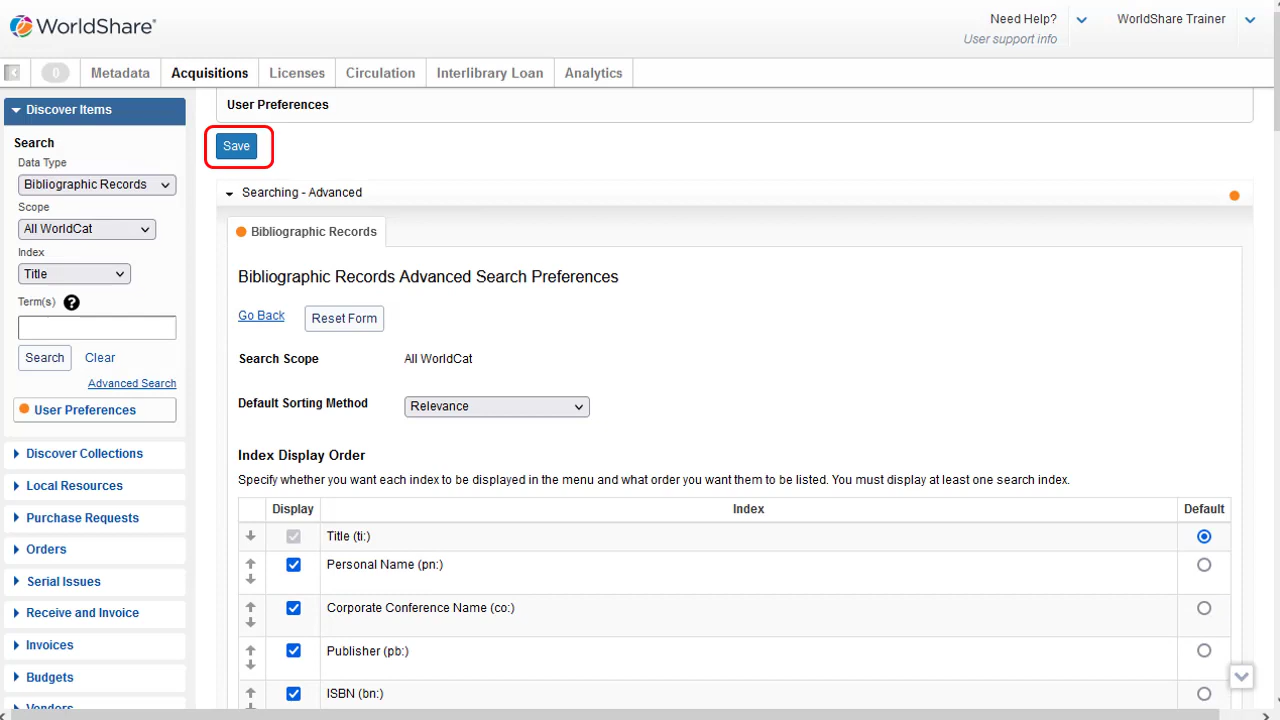 WorldShare®
Need Help?
WorldShare Trainer
User support info
0
Metadata
Acquisitions
Licenses
Circulation
Interlibrary Loan
Analytics
Discover Items
Search
Data Type
Bibliographic Records
Scope
All WorldCat
Index
Title
Term(s) ?
Search Clear
Advanced Search
User Preferences
Discover Collections
Local Resources
Purchase Requests
Orders
Serial Issues
Receive and Invoice
Invoices
Budgets
Vendors
User Preferences
Save
Searching - Advanced
Bibliographic Records
Bibliographic Records Advanced Search Preferences
Go Back Reset Form
Search Scope All WorldCat
Default Sorting Method Relevance
Index Display Order
Specify whether you want each index to be displayed in the menu and what order you want them to be listed. You must display at least one search index.
Display Index Default
Title (ti:)
Personal Name (pn:)
Corporate Conference Name (co:)
Publisher (pb:)
ISBN (bn:)